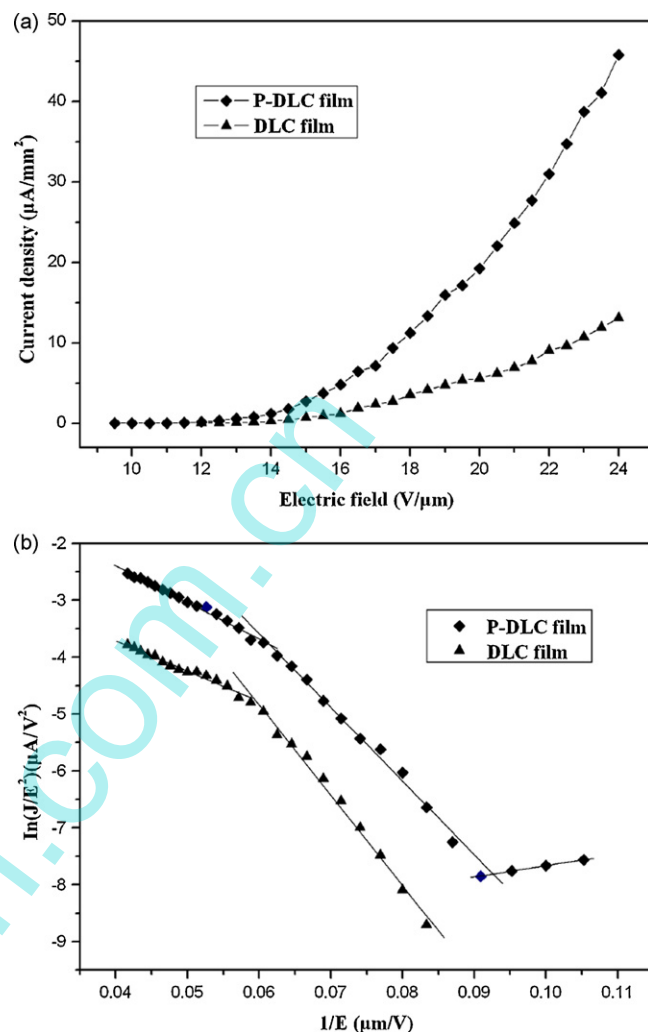 (a)
50
40
30
20
10
0
Current density (µA/mm²)
P-DLC film
DLC film
10 12 14 16 18 20 22 24
Electric field (V/µm)
(b)
-2
-3
-4
-5
-6
-7
-8
-9
In(J/E²)(µA/V²)
P-DLC film
DLC film
0.04 0.05 0.06 0.07 0.08 0.09 0.10 0.11
1/E (µm/V)
n.com.cn